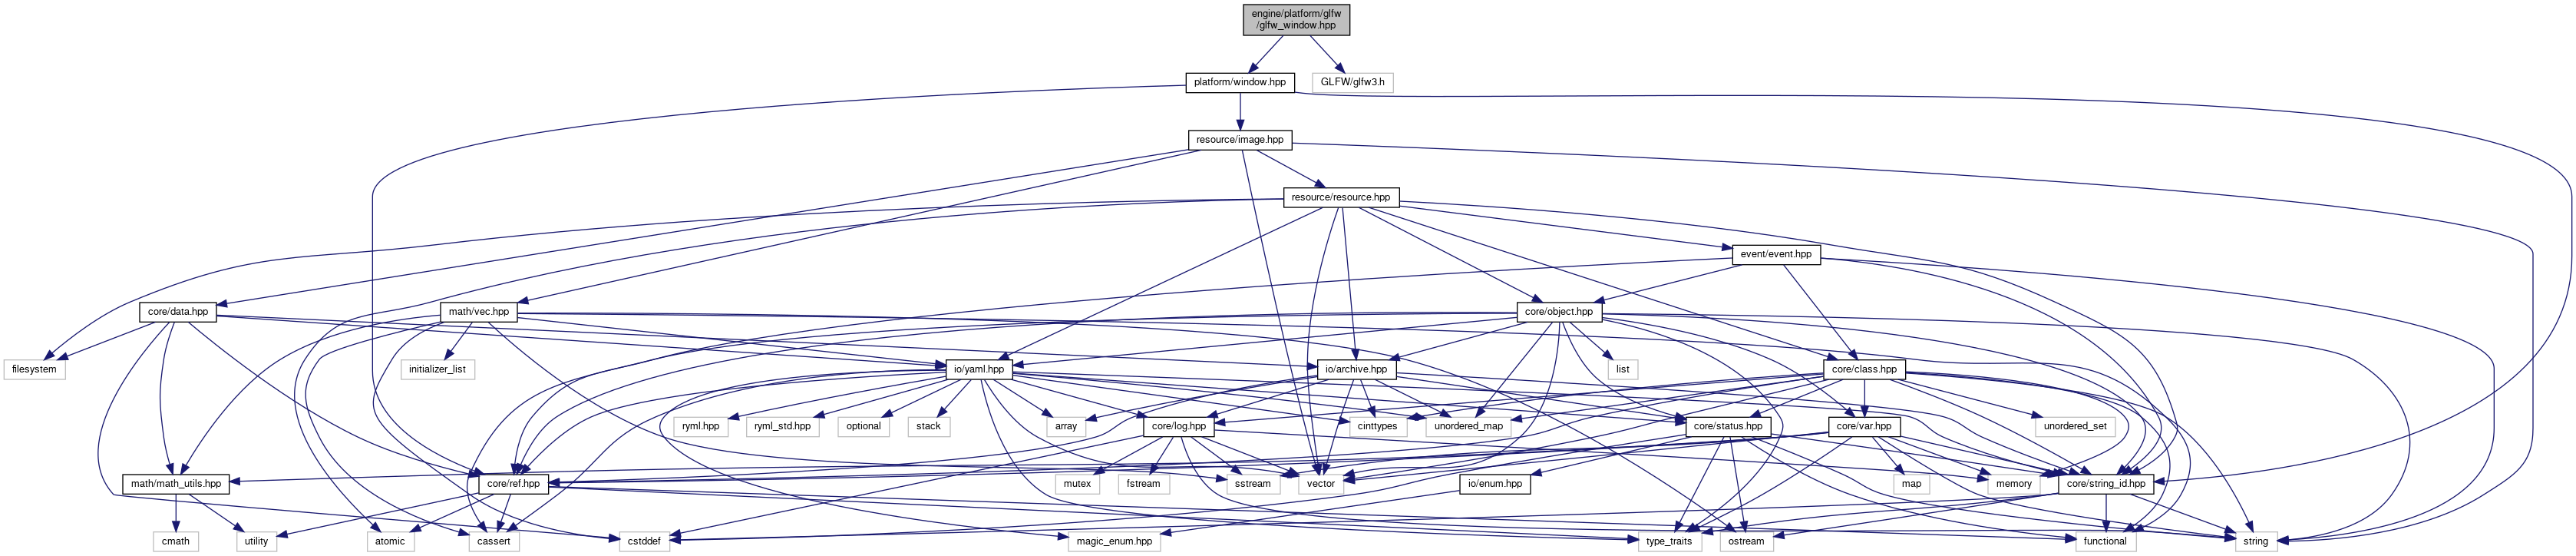 engine/platform/glfw
/glfw_window.hpp
platform/window.hpp
GLFW/glfw3.h
resource/image.hpp
resource/resource.hpp
event/event.hpp
core/data.hpp
math/vec.hpp
core/object.hpp
filesystem
initializer_list
io/yaml.hpp
io/archive.hpp
list
core/class.hpp
ryml.hpp
ryml_std.hpp
optional
stack
array
core/log.hpp
cinttypes
unordered_map
core/status.hpp
core/var.hpp
unordered_set
math/math_utils.hpp
core/ref.hpp
mutex
fstream
sstream
vector
io/enum.hpp
map
memory
core/string_id.hpp
cmath
utility
atomic
cassert
cstddef
magic_enum.hpp
type_traits
ostream
functional
string